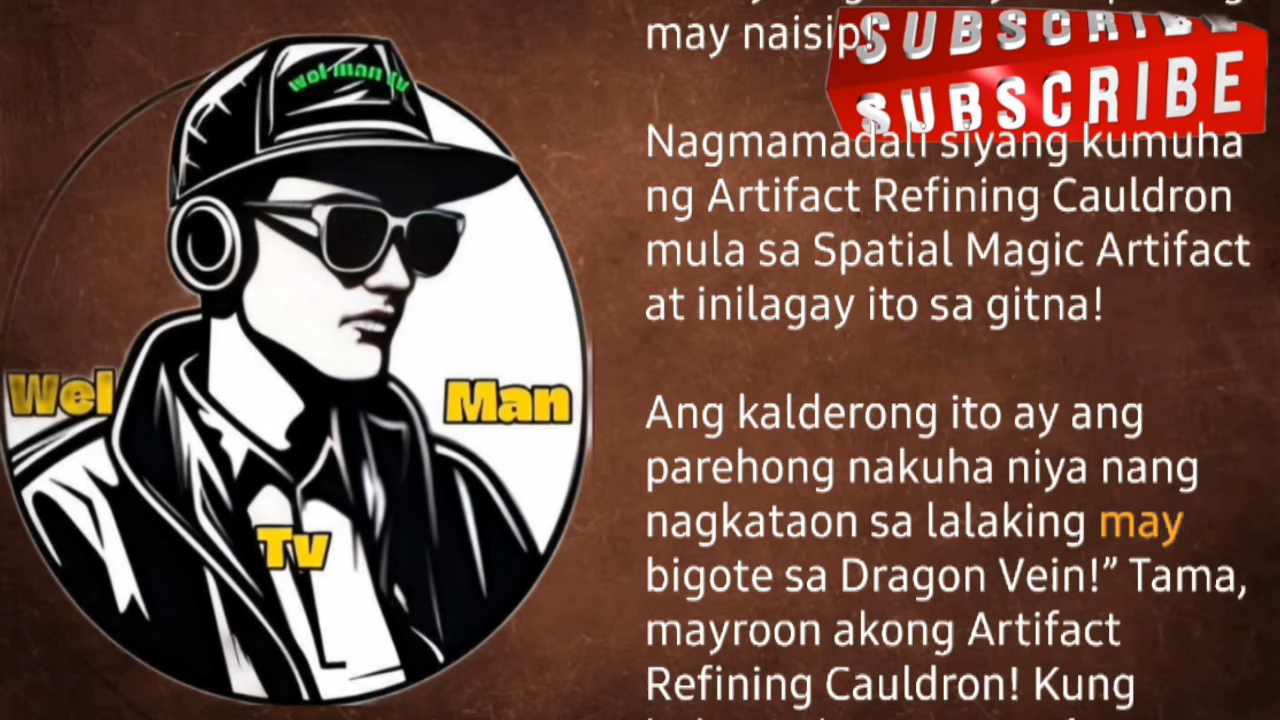 wel man tv
Wel
Man
Tv
may naisip!
SUBSCRIBE
SUBSCRIBE
Nagmamadali siyang kumuha
ng Artifact Refining Cauldron
mula sa Spatial Magic Artifact
at inilagay ito sa gitna!
Ang kalderong ito ay ang
parehong nakuha niya nang
nagkataon sa lalaking may
bigote sa Dragon Vein!” Tama,
mayroon akong Artifact
Refining Cauldron! Kung